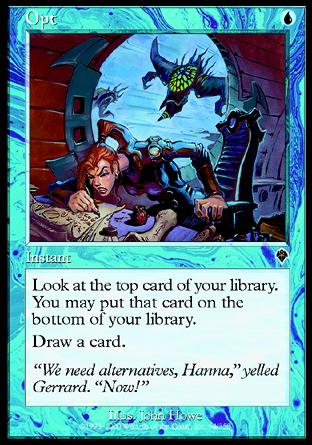 Opt
Instant
Look at the top card of your library.
You may put that card on the
bottom of your library.
Draw a card.
“We need alternatives, Hanna,” yelled
Gerrard. “Now!”
Illus. John Howe